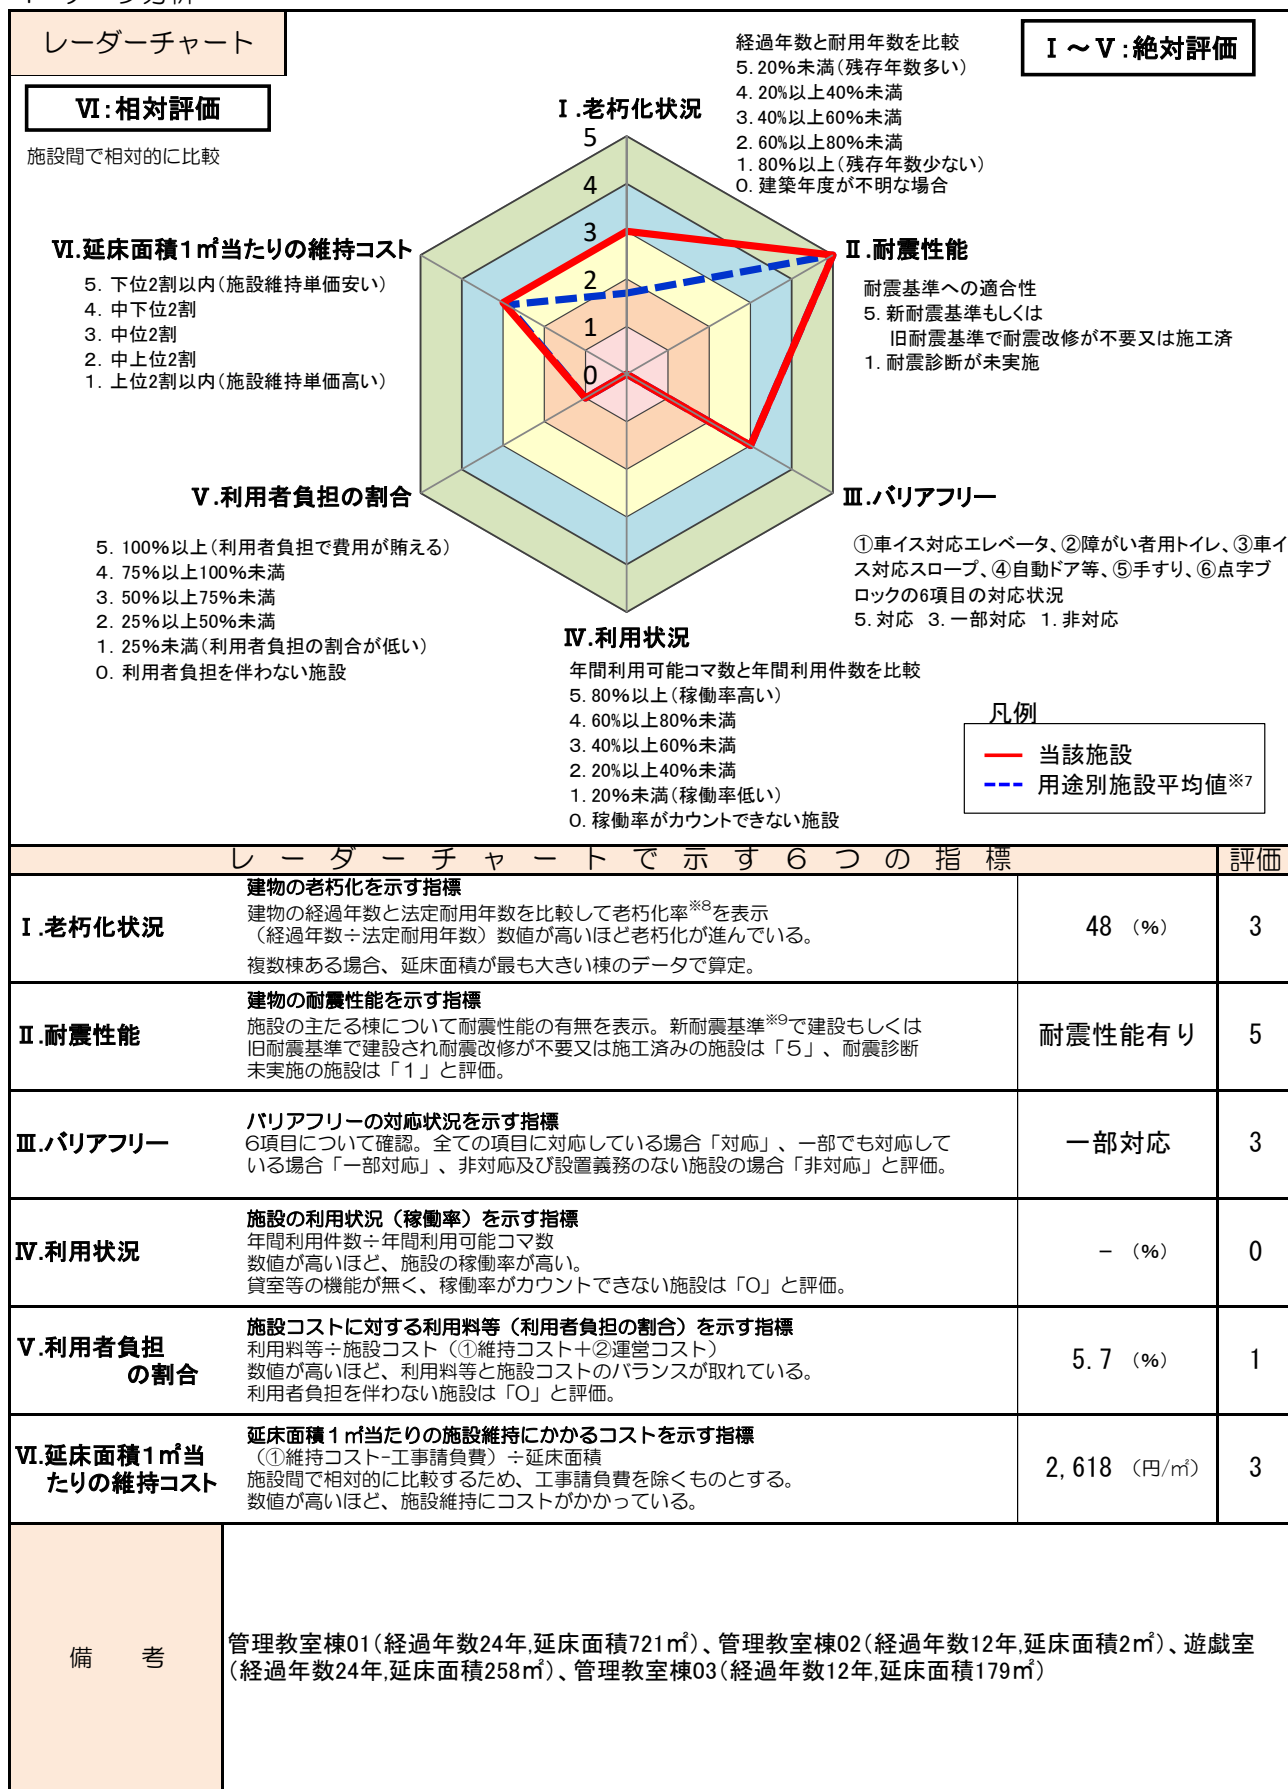 レーダーチャート
Ⅵ:相対評価
施設間で相対的に比較
Ⅰ～Ⅴ:絶対評価
Ⅰ.老朽化状況
経過年数と耐用年数を比較
5. 20%未満(残存年数多い)
4. 20%以上40%未満
3. 40%以上60%未満
2. 60%以上80%未満
1. 80%以上(残存年数少ない)
0. 建築年度が不明な場合
5
4
3
2
1
0
Ⅱ.耐震性能
耐震基準への適合性
5. 新耐震基準もしくは
旧耐震基準で耐震改修が不要又は施工済
1. 耐震診断が未実施
Ⅵ.延床面積1㎡当たりの維持コスト
5. 下位2割以内(施設維持単価安い)
4. 中下位2割
3. 中位2割
2. 中上位2割
1. 上位2割以内(施設維持単価高い)
Ⅴ.利用者負担の割合
5. 100%以上(利用者負担で費用が賄える)
4. 75%以上100%未満
3. 50%以上75%未満
2. 25%以上50%未満
1. 25%未満(利用者負担の割合が低い)
0. 利用者負担を伴わない施設
Ⅲ.バリアフリー
①車イス対応エレベータ、②障がい者用トイレ、③車イ
ス対応スロープ、④自動ドア等、⑤手すり、⑥点字ブ
ロックの6項目の対応状況
5. 対応 3. 一部対応 1. 非対応
Ⅳ.利用状況
年間利用可能コマ数と年間利用件数を比較
5. 80%以上(稼働率高い)
4. 60%以上80%未満
3. 40%以上60%未満
2. 20%以上40%未満
1. 20%未満(稼働率低い)
0. 稼働率がカウントできない施設
凡例
当該施設
用途別施設平均値※7
レーダーチャートで示す6つの指標 評価
Ⅰ.老朽化状況
建物の老朽化を示す指標
建物の経過年数と法定耐用年数を比較して老朽化率※8を表示
(経過年数÷法定耐用年数)数値が高いほど老朽化が進んでいる。
複数棟ある場合、延床面積が最も大きい棟のデータで算定。
48 (%) 3
Ⅱ.耐震性能
建物の耐震性能を示す指標
施設の主たる棟について耐震性能の有無を表示。新耐震基準※9で建設もしくは
旧耐震基準で建設され耐震改修が不要又は施工済みの施設は「5」、耐震診断
未実施の施設は「1」と評価。
耐震性能有り 5
Ⅲ.バリアフリー
バリアフリーの対応状況を示す指標
6項目について確認。全ての項目に対応している場合「対応」、一部でも対応して
いる場合「一部対応」、非対応及び設置義務のない施設の場合「非対応」と評価。
一部対応 3
Ⅳ.利用状況
施設の利用状況(稼働率)を示す指標
年間利用件数÷年間利用可能コマ数
数値が高いほど、施設の稼働率が高い。
貸室等の機能が無く、稼働率がカウントできない施設は「0」と評価。
- (%) 0
Ⅴ.利用者負担
の割合
施設コストに対する利用料等(利用者負担の割合)を示す指標
利用料等÷施設コスト(①維持コスト+②運営コスト)
数値が高いほど、利用料等と施設コストのバランスが取れている。
利用者負担を伴わない施設は「0」と評価。
5.7 (%) 1
Ⅵ.延床面積1㎡当
たりの維持コスト
延床面積1㎡当たりの施設維持にかかるコストを示す指標
(①維持コスト-工事請負費)÷延床面積
施設間で相対的に比較するため、工事請負費を除くものとする。
数値が高いほど、施設維持にコストがかかっている。
2,618 (円/㎡) 3
備 考
管理教室棟01(経過年数24年,延床面積721㎡)、管理教室棟02(経過年数12年,延床面積2㎡)、遊戯室
(経過年数24年,延床面積258㎡)、管理教室棟03(経過年数12年,延床面積179㎡)